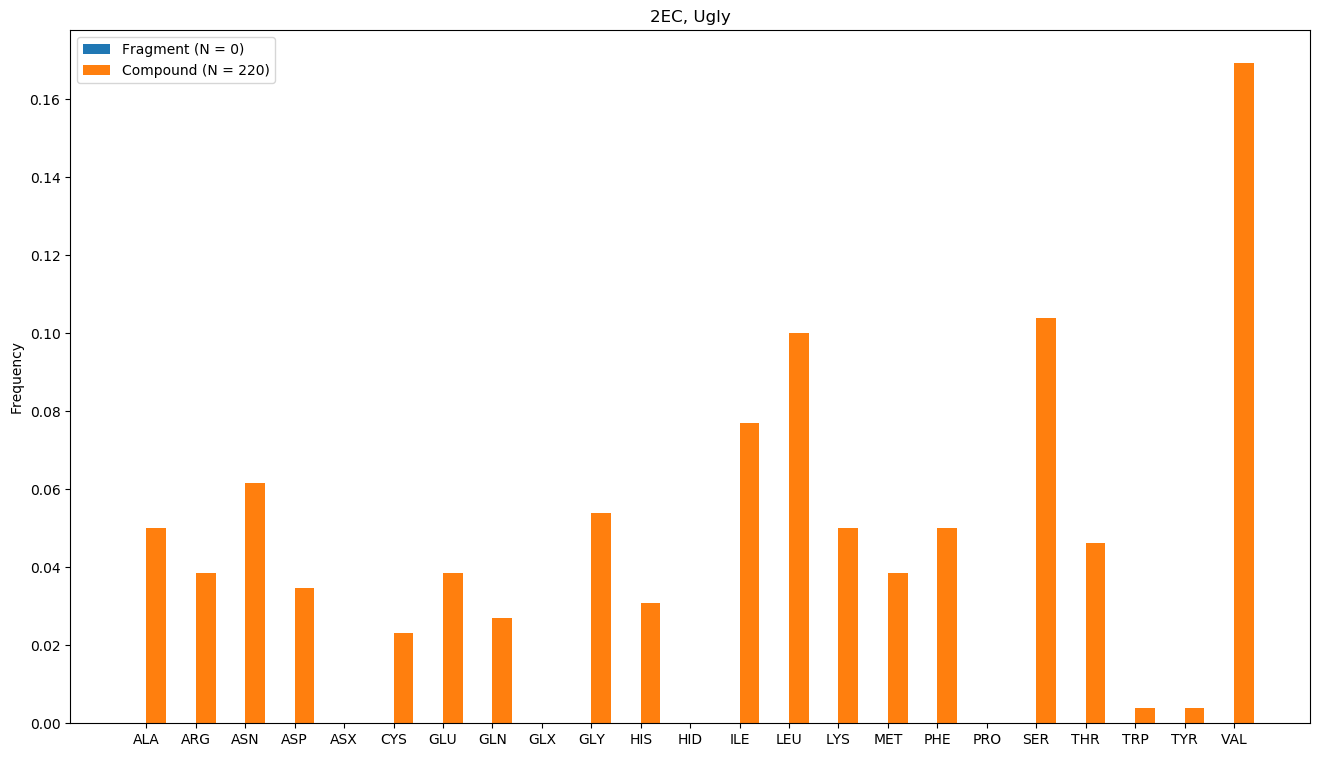 2EC, Ugly
Fragment (N = 0)
Compound (N = 220)
Frequency
0.16
0.14
0.12
0.10
0.08
0.06
0.04
0.02
0.00
ALA ARG ASN ASP ASX CYS GLU GLN GLX GLY HIS HID ILE LEU LYS MET PHE PRO SER THR TRP TYR VAL